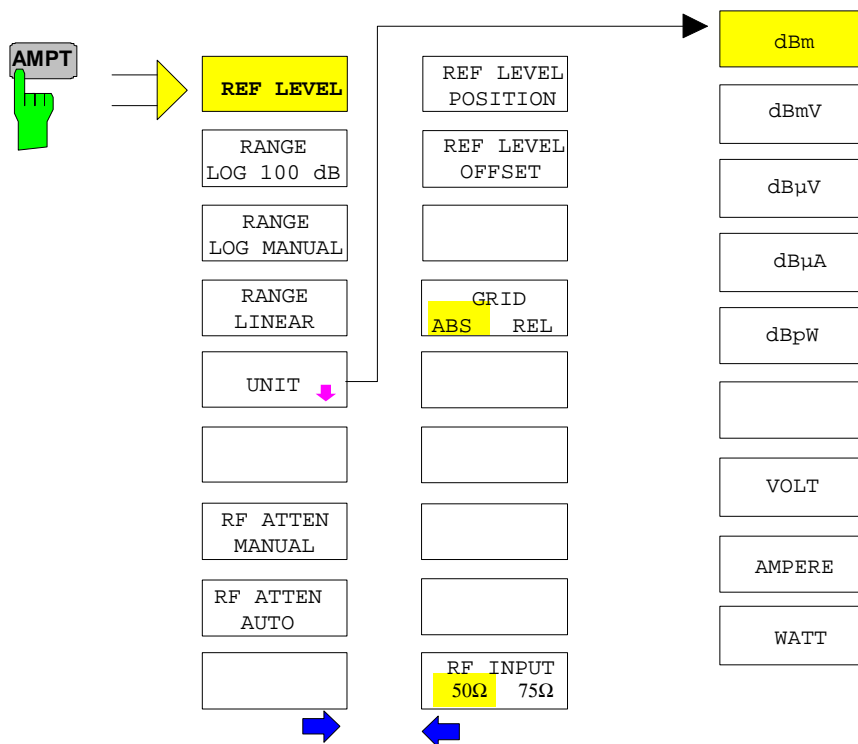 AMPT
REF LEVEL
RANGE
LOG 100 dB
RANGE
LOG MANUAL
RANGE
LINEAR
UNIT
RF ATTEN
MANUAL
RF ATTEN
AUTO
REF LEVEL
POSITION
REF LEVEL
OFFSET
GRID
ABS REL
RF INPUT
50Ω 75Ω
dBm
dBmV
dBµV
dBµA
dBpW
VOLT
AMPERE
WATT